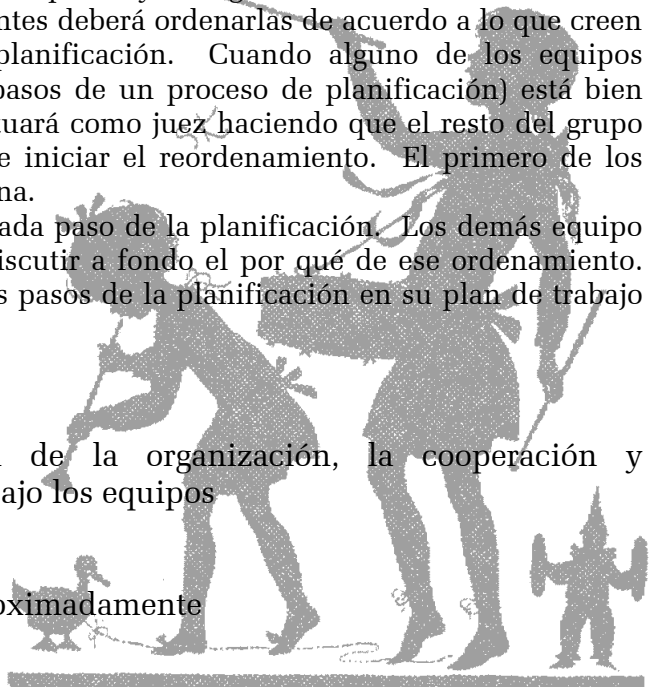 ntes deberá ordenarlas de acuerdo a lo que creen
planificación. Cuando alguno de los equipos
pasos de un proceso de planificación) está bien
tuará como juez haciendo que el resto del grupo
e iniciar el reordenamiento. El primero de los
na.
ada paso de la planificación. Los demás equipo
iscutir a fondo el por qué de ese ordenamiento.
s pasos de la planificación en su plan de trabajo
de la organización, la cooperación y
ajo los equipos
oximadamente